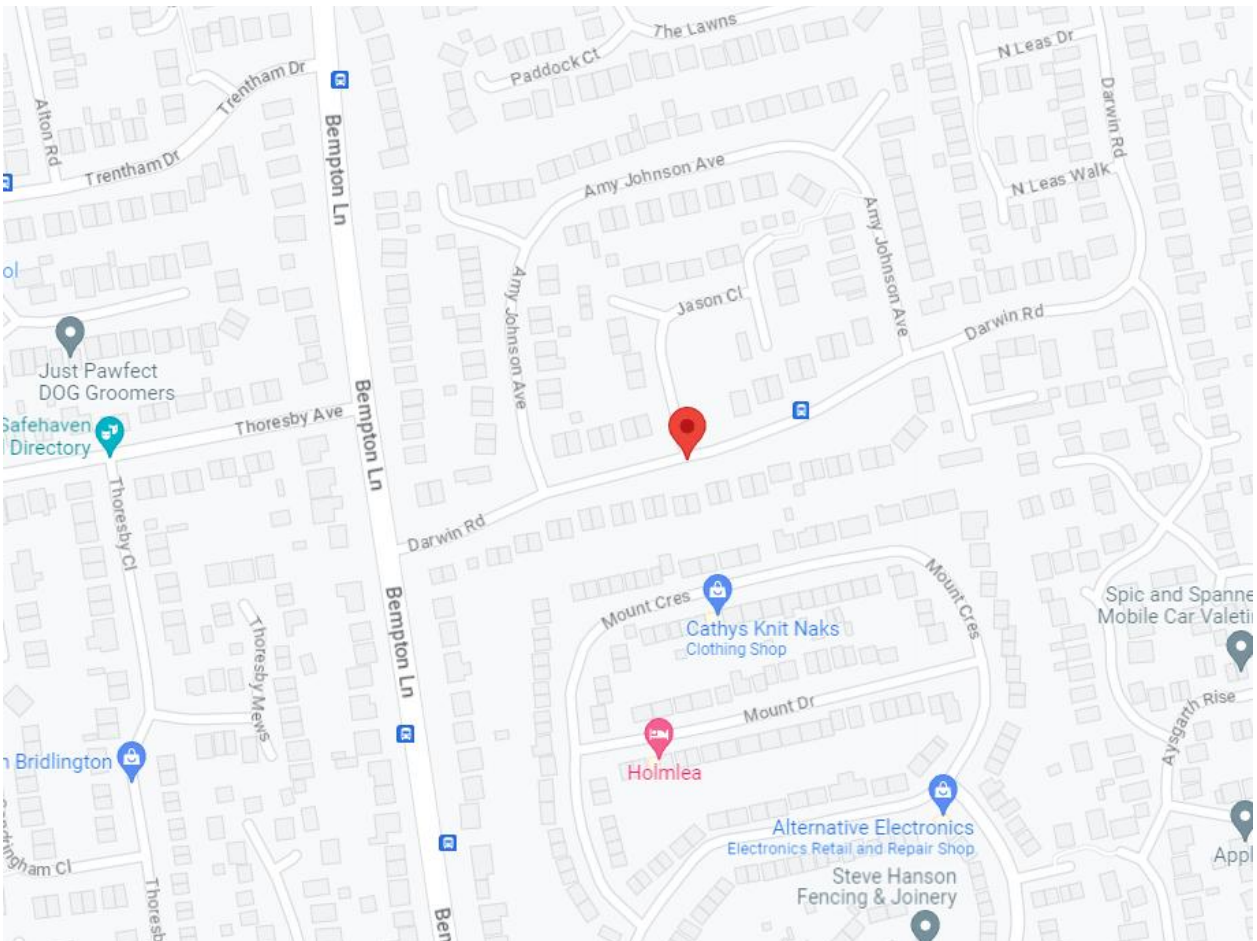 The Lawns
Paddock Ct
N Leas Dr
Trentham Dr
Alton Rd
Bempton Ln
Darwin Rd
Trentham Dr
Amy Johnson Ave
N Leas Walk
Amy Johnson Ave
ol
Amy Johnson Ave
Jason Cl
Darwin Rd
Just Pawfect
DOG Groomers
Bempton Ln
Thoresby Ave
Safehaven
Directory
Thoresby Cl
Darwin Rd
Mount Cres
Mount Cres
Cathys Knit Naks
Clothing Shop
Spic and Spanne
Mobile Car Valeti
Bempton Ln
Thoresby Mews
Mount Dr
Aysgarth Rise
n Bridlington
Holmlea
Alternative Electronics
Electronics Retail and Repair Shop
Appl
Steve Hanson
Fencing & Joinery
ringham Cl
Thoresb
Ben